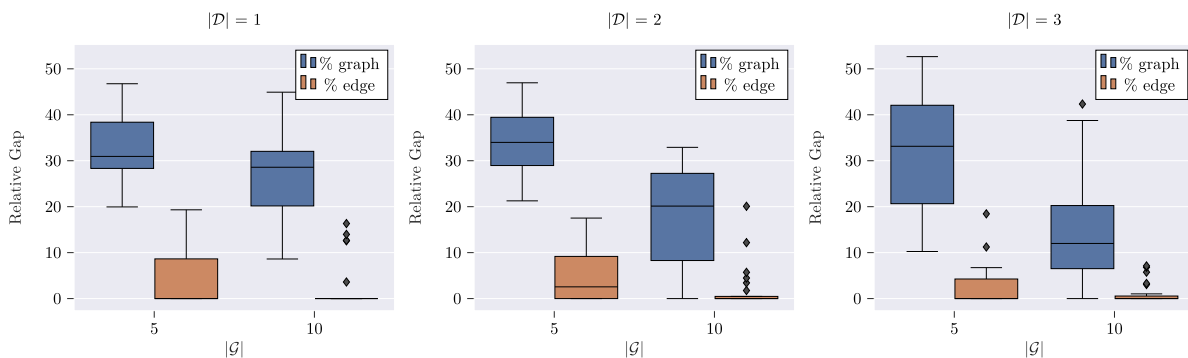 |𝒟| = 1
50
40
30
20
10
0
Relative Gap
5
10
|𝒢|
% graph
% edge
|𝒟| = 2
50
40
30
20
10
0
Relative Gap
5
10
|𝒢|
% graph
% edge
|𝒟| = 3
50
40
30
20
10
0
Relative Gap
5
10
|𝒢|
% graph
% edge